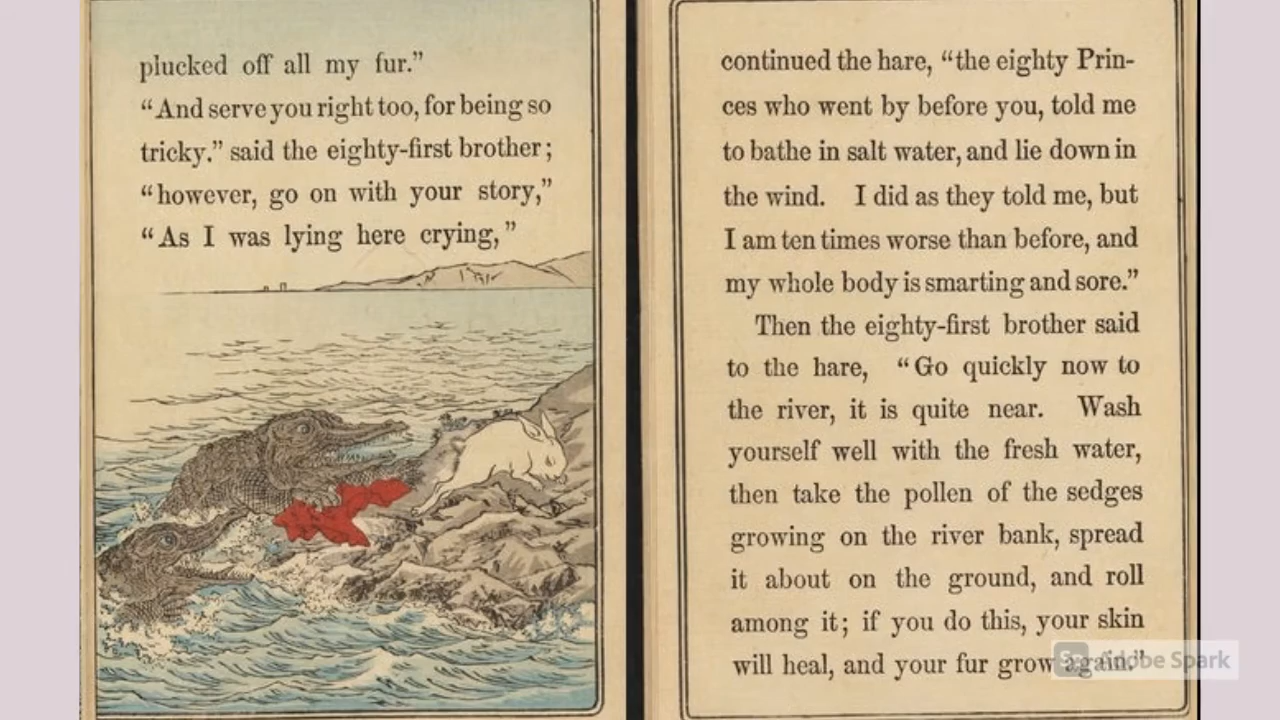 plucked off all my fur.”
“And serve you right too, for being so
tricky.” said the eighty-first brother;
“however, go on with your story,”
“As I was lying here crying,”
continued the hare, “the eighty Prin-
ces who went by before you, told me
to bathe in salt water, and lie down in
the wind. I did as they told me, but
I am ten times worse than before, and
my whole body is smarting and sore.”
Then the eighty-first brother said
to the hare, “Go quickly now to
the river, it is quite near. Wash
yourself well with the fresh water,
then take the pollen of the sedges
growing on the river bank, spread
it about on the ground, and roll
among it; if you do this, your skin
will heal, and your fur grow again.”
Sp Adobe Spark